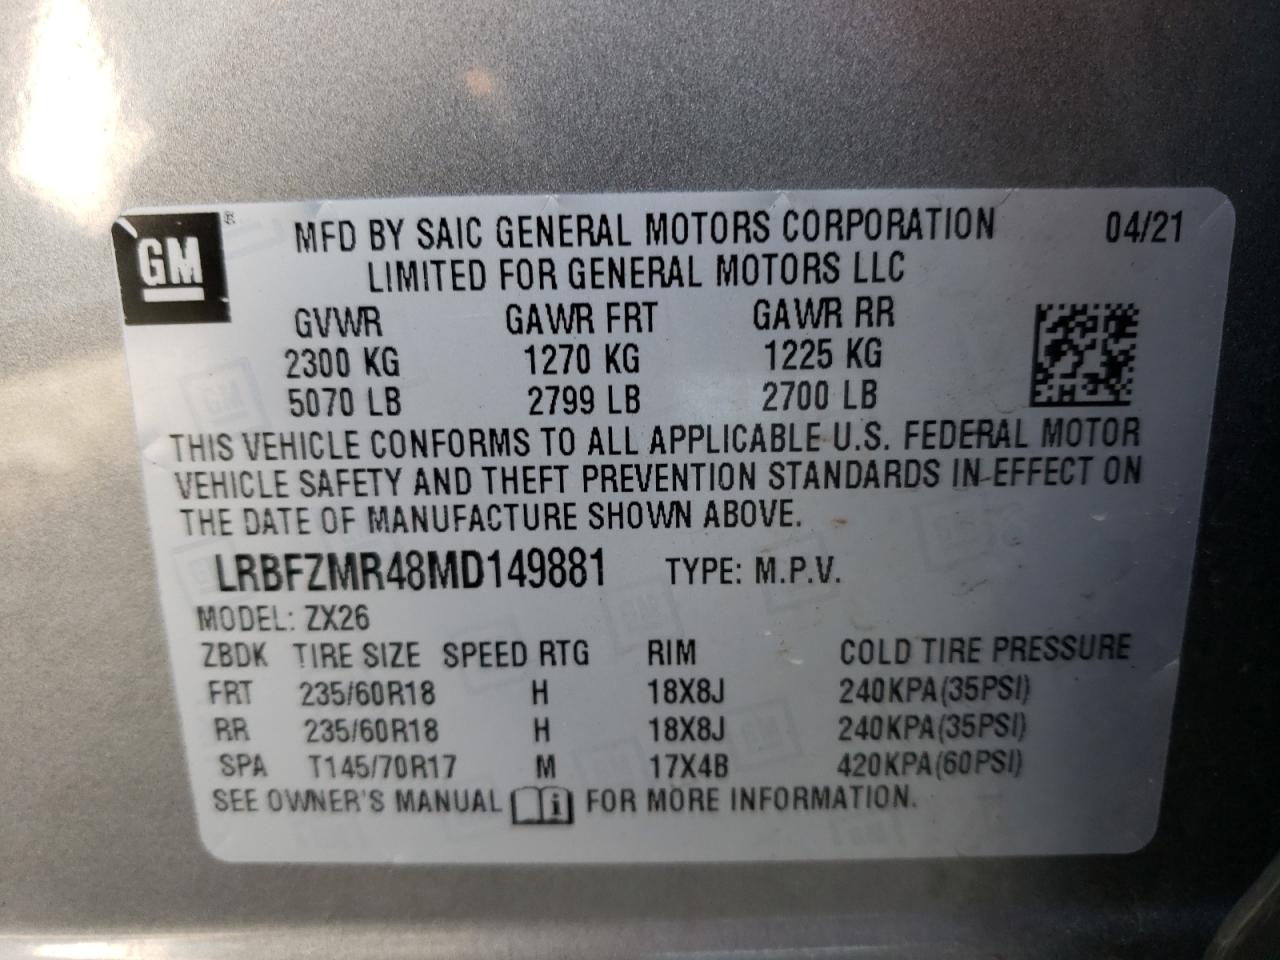 GM ®
MFD BY SAIC GENERAL MOTORS CORPORATION 04/21
LIMITED FOR GENERAL MOTORS LLC
GVWR GAWR FRT GAWR RR
2300 KG 1270 KG 1225 KG
5070 LB 2799 LB 2700 LB
THIS VEHICLE CONFORMS TO ALL APPLICABLE U.S. FEDERAL MOTOR
VEHICLE SAFETY AND THEFT PREVENTION STANDARDS IN EFFECT ON
THE DATE OF MANUFACTURE SHOWN ABOVE.
LRBFZMR48MD149881 TYPE: M.P.V.
MODEL: ZX26
ZBDK TIRE SIZE SPEED RTG RIM COLD TIRE PRESSURE
FRT 235/60R18 H 18X8J 240KPA(35PSI)
RR 235/60R18 H 18X8J 240KPA(35PSI)
SPA T145/70R17 M 17X4B 420KPA(60PSI)
SEE OWNER'S MANUAL i FOR MORE INFORMATION.